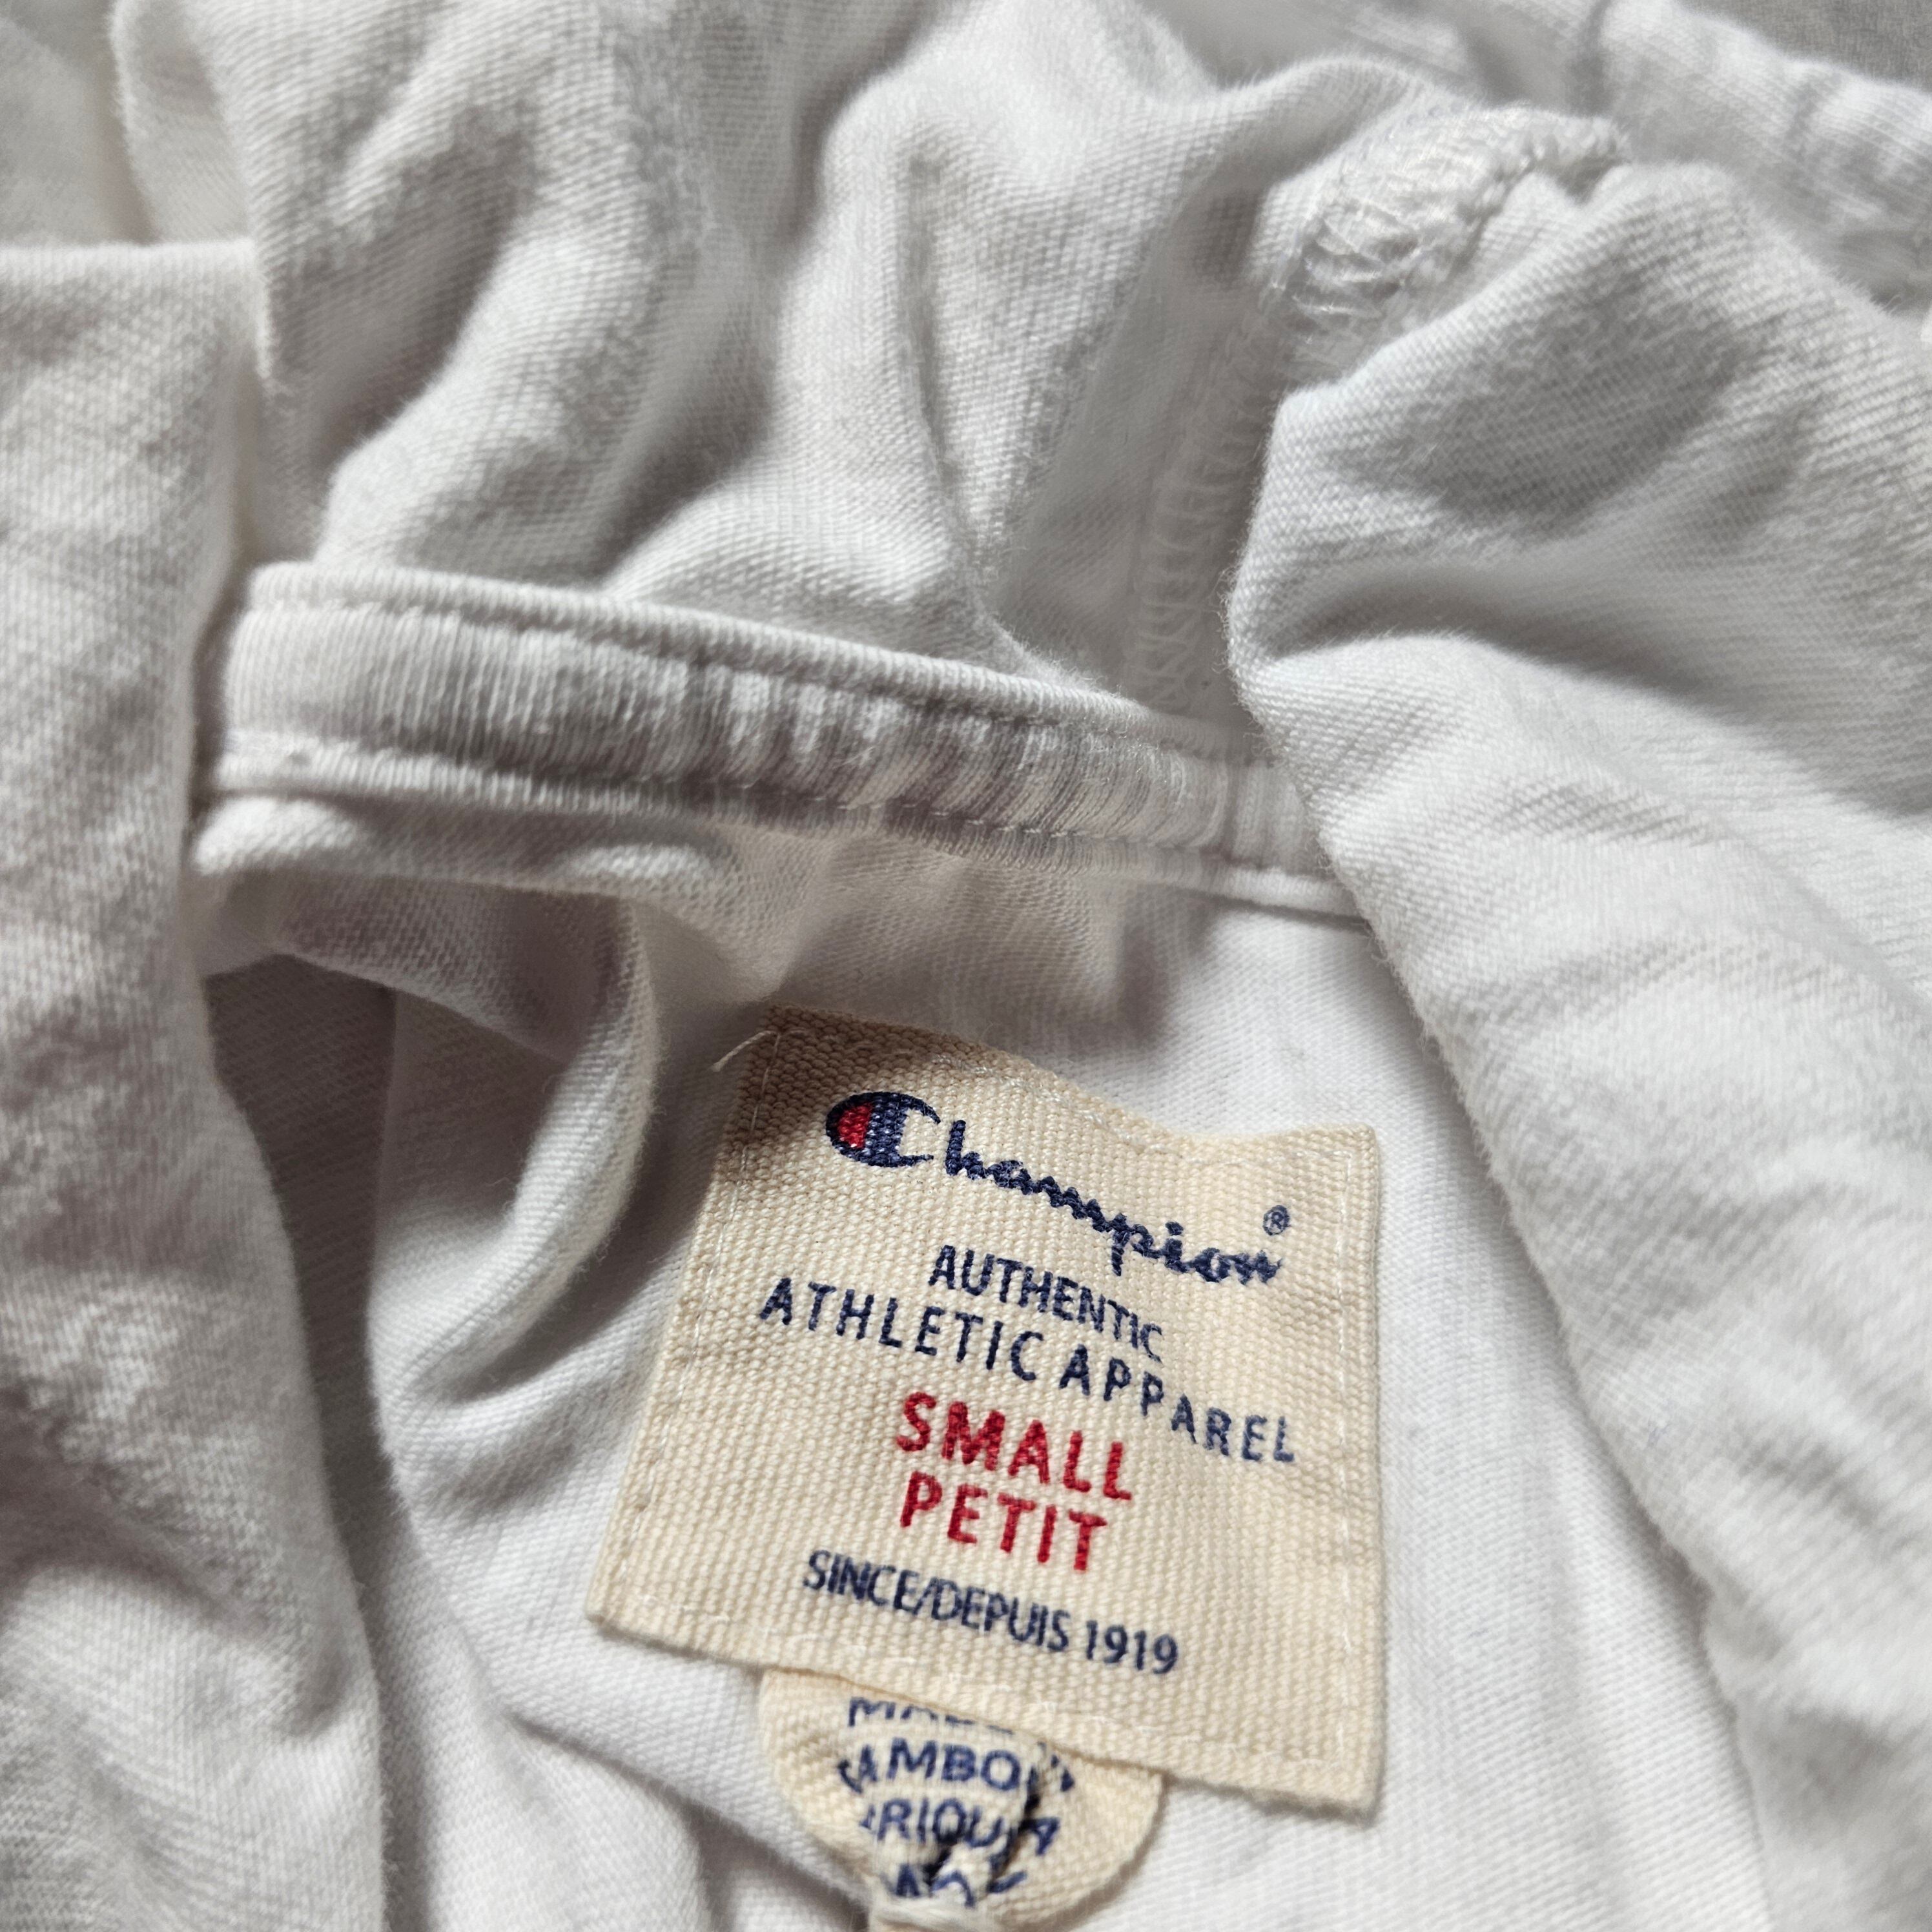 Champion®
AUTHENTIC
ATHLETIC APPAREL
SMALL
PETIT
SINCE/DEPUIS 1919